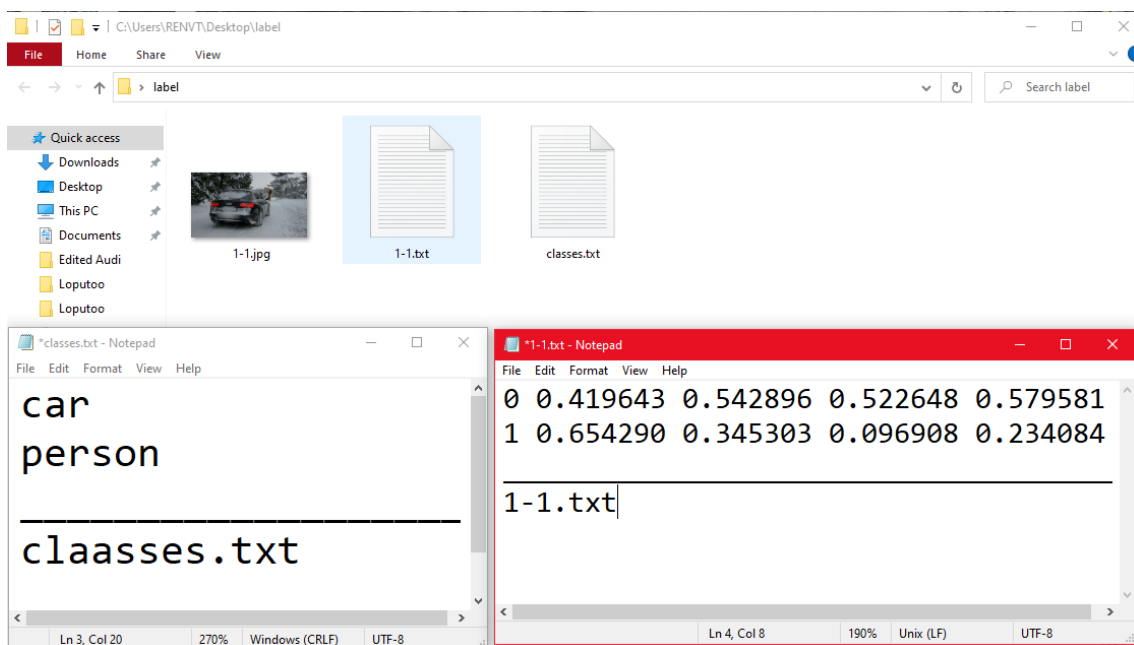 C:\Users\RENVT\Desktop\label
File Home Share View
label
Search label
Quick access
Downloads
Desktop
This PC
Documents
Edited Audi
Loputoo
Loputoo
1-1.jpg
1-1.txt
classes.txt
*classes.txt - Notepad
File Edit Format View Help
car
person
claasses.txt
Ln 3, Col 20 270% Windows (CRLF) UTF-8
*1-1.txt - Notepad
File Edit Format View Help
0 0.419643 0.542896 0.522648 0.579581
1 0.654290 0.345303 0.096908 0.234084
1-1.txt
Ln 4, Col 8 190% Unix (LF) UTF-8